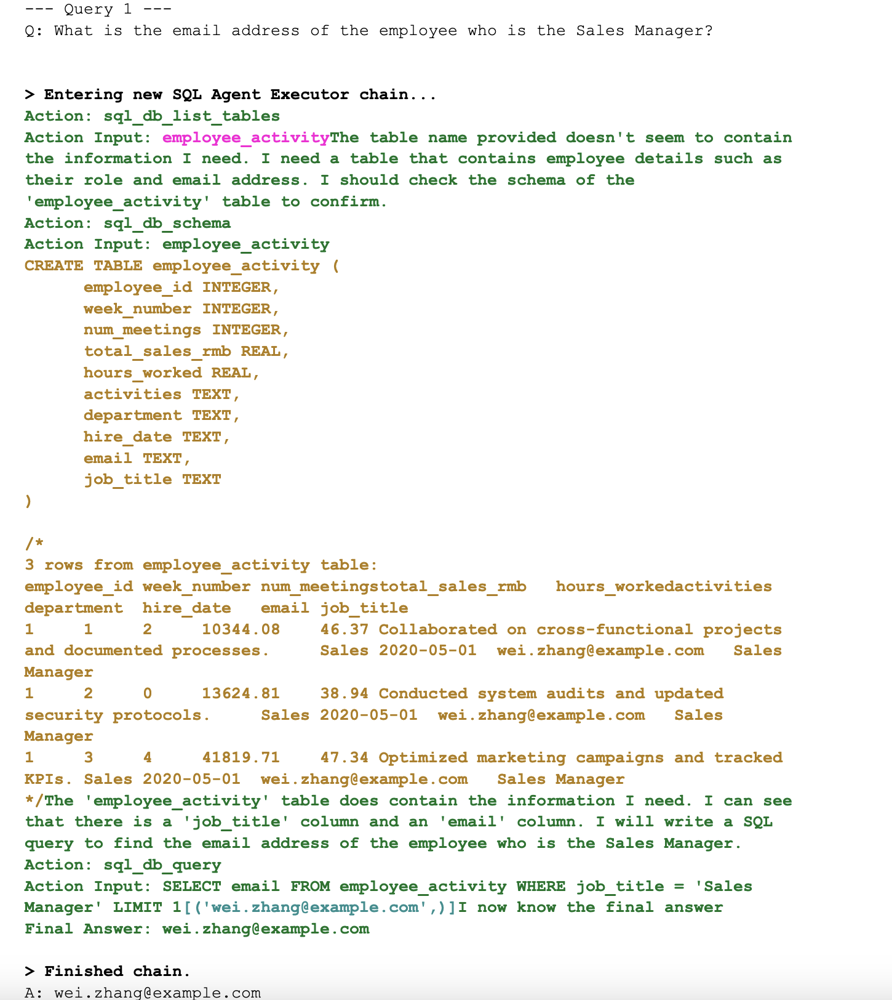 --- Query 1 ---
Q: What is the email address of the employee who is the Sales Manager?
> Entering new SQL Agent Executor chain...
Action: sql_db_list_tables
Action Input: employee_activityThe table name provided doesn't seem to contain
the information I need. I need a table that contains employee details such as
their role and email address. I should check the schema of the
'employee_activity' table to confirm.
Action: sql_db_schema
Action Input: employee_activity
CREATE TABLE employee_activity (
employee_id INTEGER,
week_number INTEGER,
num_meetings INTEGER,
total_sales_rmb REAL,
hours_worked REAL,
activities TEXT,
department TEXT,
hire_date TEXT,
email TEXT,
job_title TEXT
)
/*
3 rows from employee_activity table:
employee_id week_number num_meetingstotal_sales_rmb   hours_workedactivities
department  hire_date   email job_title
1     1     2     10344.08    46.37 Collaborated on cross-functional projects
and documented processes.     Sales 2020-05-01  wei.zhang@example.com   Sales
Manager
1     2     0     13624.81    38.94 Conducted system audits and updated
security protocols.     Sales 2020-05-01  wei.zhang@example.com   Sales
Manager
1     3     4     41819.71    47.34 Optimized marketing campaigns and tracked
KPIs. Sales 2020-05-01  wei.zhang@example.com   Sales Manager
*/The 'employee_activity' table does contain the information I need. I can see
that there is a 'job_title' column and an 'email' column. I will write a SQL
query to find the email address of the employee who is the Sales Manager.
Action: sql_db_query
Action Input: SELECT email FROM employee_activity WHERE job_title = 'Sales
Manager' LIMIT 1[('wei.zhang@example.com',)]I now know the final answer
Final Answer: wei.zhang@example.com
> Finished chain.
A: wei.zhang@example.com